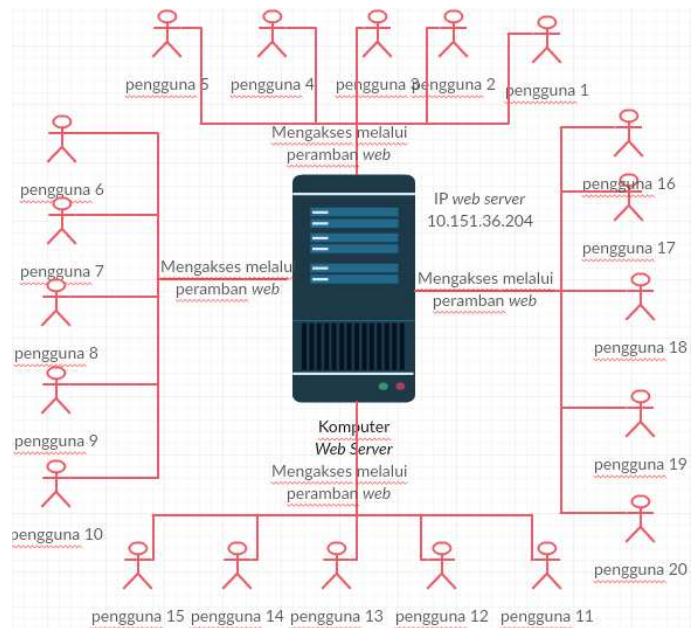 pengguna 5
pengguna 4
pengguna 3
pengguna 2
pengguna 1
Mengakses melalui
peramban web
pengguna 6
pengguna 7
pengguna 8
pengguna 9
pengguna 10
Mengakses melalui
peramban web
IP web server
10.151.36.204
Mengakses melalui
peramban web
pengguna 16
pengguna 17
pengguna 18
pengguna 19
pengguna 20
Komputer
Web Server
Mengakses melalui
peramban web
pengguna 15
pengguna 14
pengguna 13
pengguna 12
pengguna 11